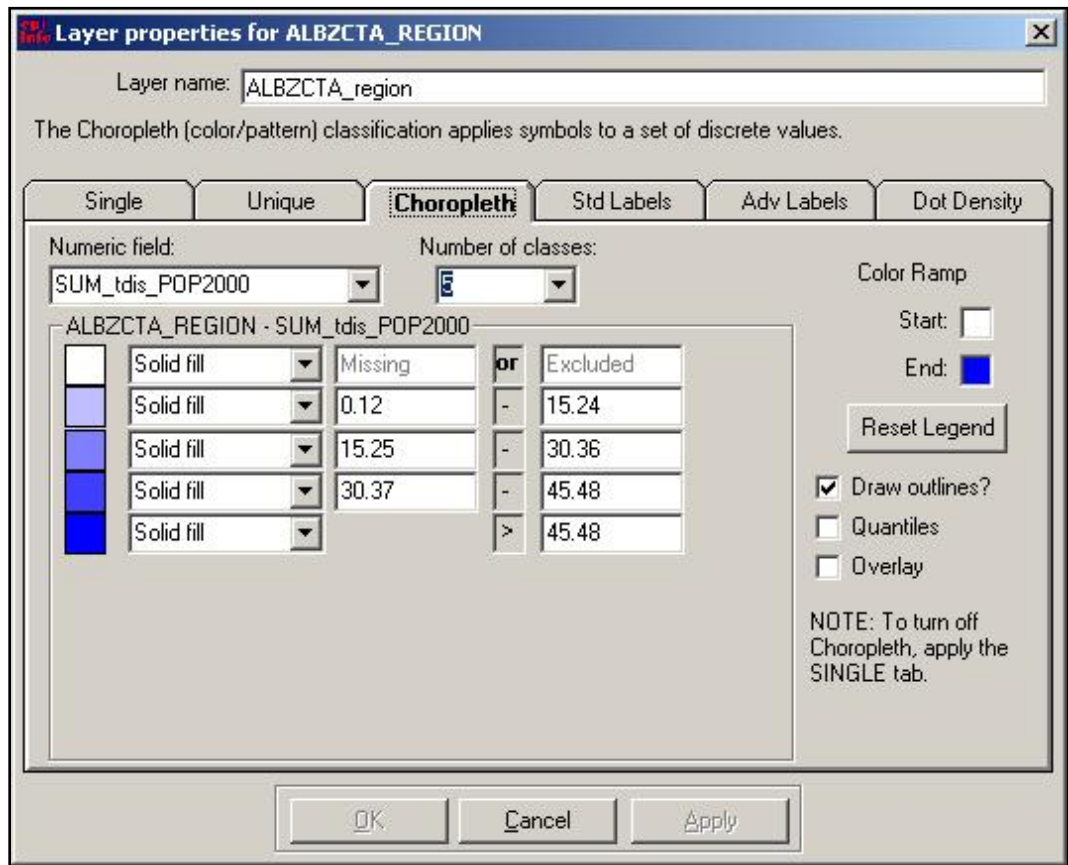 epi info Layer properties for ALBZCTA_REGION
Layer name: ALBZCTA_region
The Choropleth (color/pattern) classification applies symbols to a set of discrete values.
Single Unique Choropleth Std Labels Adv Labels Dot Density
Numeric field: Number of classes:
SUM_tdis_POP2000 5
ALBZCTA_REGION - SUM_tdis_POP2000
Solid fill Missing or Excluded
Solid fill 0.12 - 15.24
Solid fill 15.25 - 30.36
Solid fill 30.37 - 45.48
Solid fill > 45.48
Color Ramp
Start:
End:
Reset Legend
Draw outlines?
Quantiles
Overlay
NOTE: To turn off
Choropleth, apply the
SINGLE tab.
OK Cancel Apply